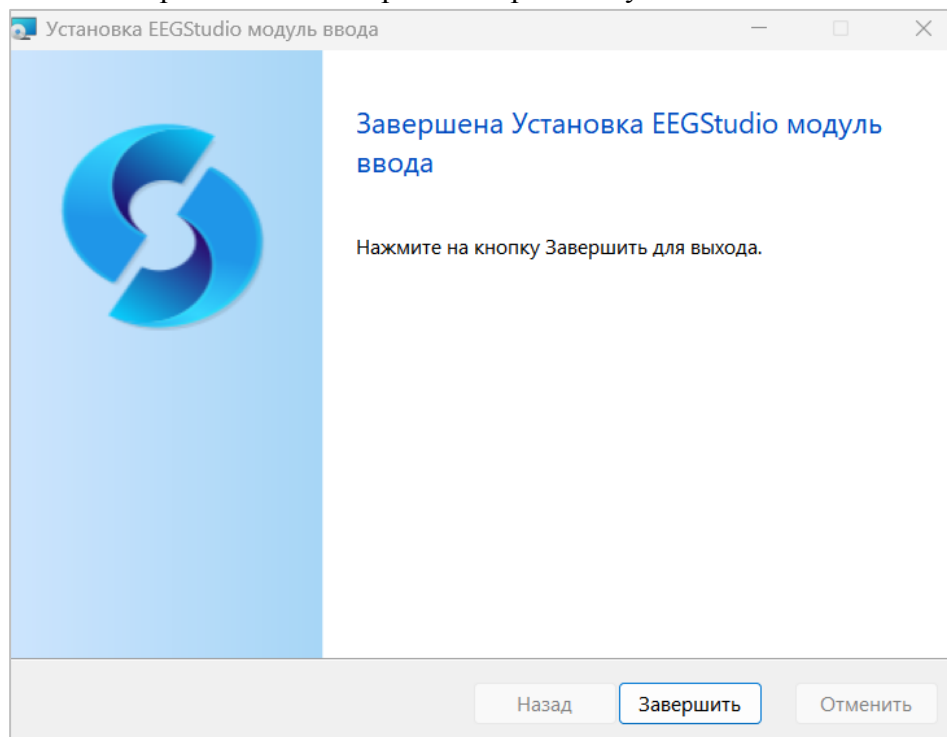 Установка EEGStudio модуль ввода
Завершена Установка EEGStudio модуль
ввода
Нажмите на кнопку Завершить для выхода.
Назад
Завершить
Отменить